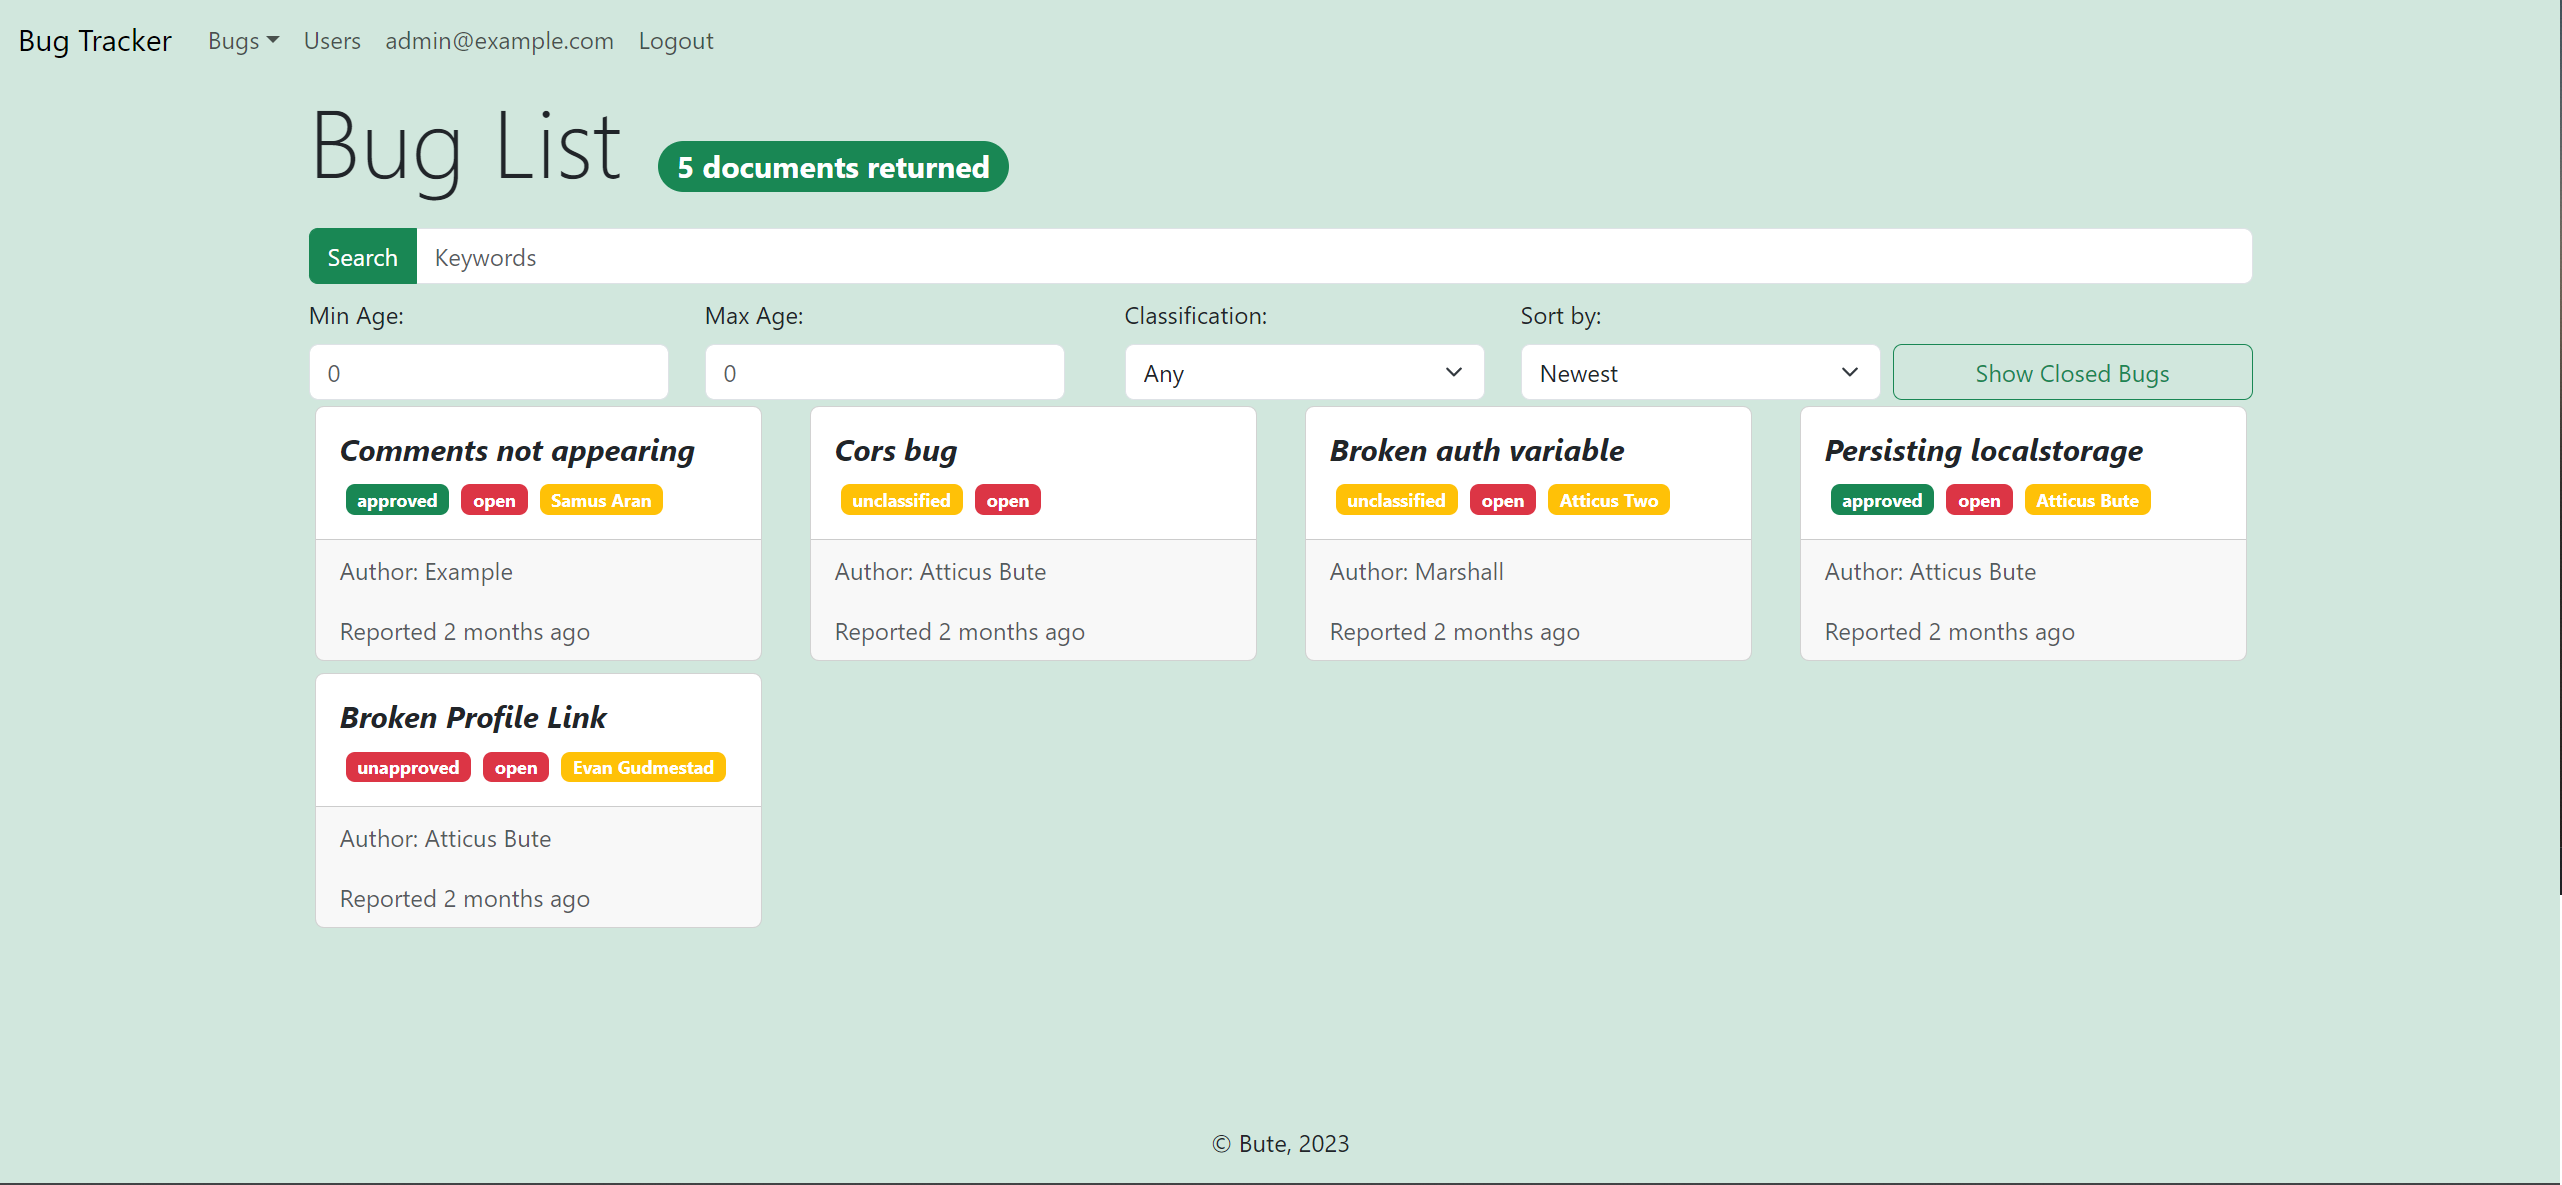 Bug Tracker Bugs Users admin@example.com Logout
Bug List 5 documents returned
Search Keywords
Min Age: Max Age: Classification: Sort by:
0 0 Any Newest Show Closed Bugs
Comments not appearing
approved open Samus Aran
Author: Example
Reported 2 months ago
Cors bug
unclassified open
Author: Atticus Bute
Reported 2 months ago
Broken auth variable
unclassified open Atticus Two
Author: Marshall
Reported 2 months ago
Persisting localstorage
approved open Atticus Bute
Author: Atticus Bute
Reported 2 months ago
Broken Profile Link
unapproved open Evan Gudmestad
Author: Atticus Bute
Reported 2 months ago
© Bute, 2023